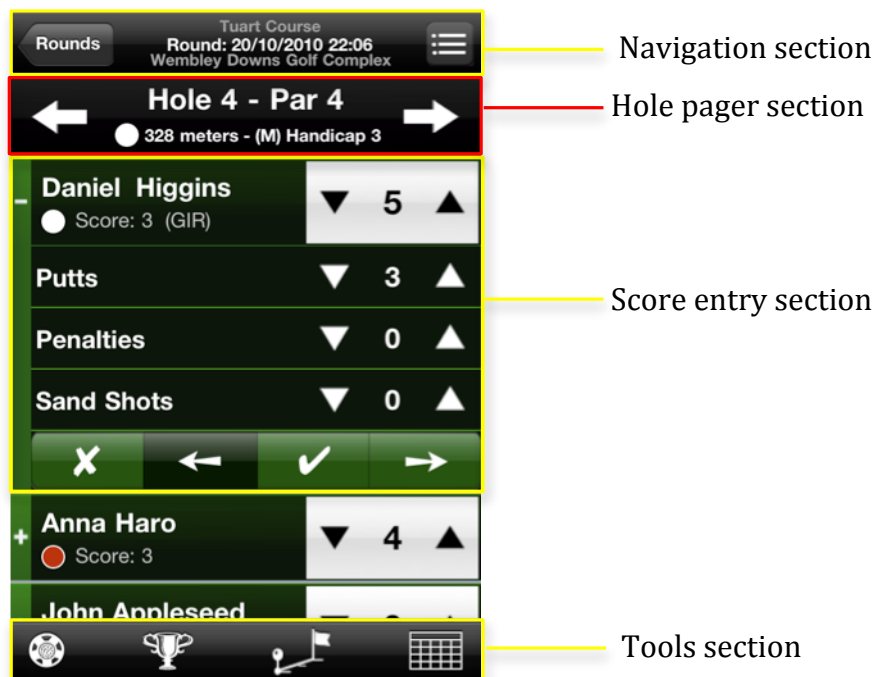 Tuart Course
Rounds
Round: 20/10/2010 22:06
Wembley Downs Golf Complex
Navigation section
Hole 4 - Par 4
328 meters - (M) Handicap 3
Hole pager section
Daniel Higgins
5
Score: 3 (GIR)
Putts
3
Score entry section
Penalties
0
Sand Shots
0
Anna Haro
4
Score: 3
John Appleseed
Tools section